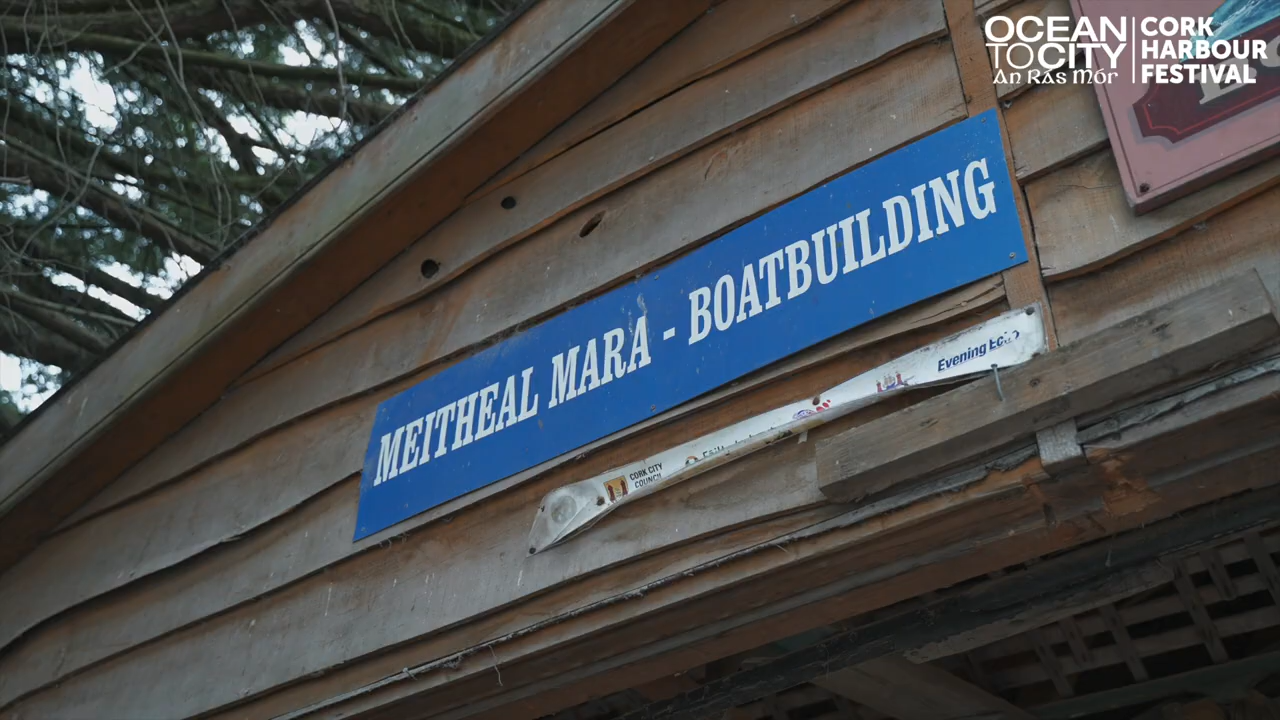 OCEAN
TO CITY
An Rás Mór
CORK
HARBOUR
FESTIVAL
MEITHEAL MARA - BOATBUILDING
Evening Echo
CORK CITY
COUNCIL